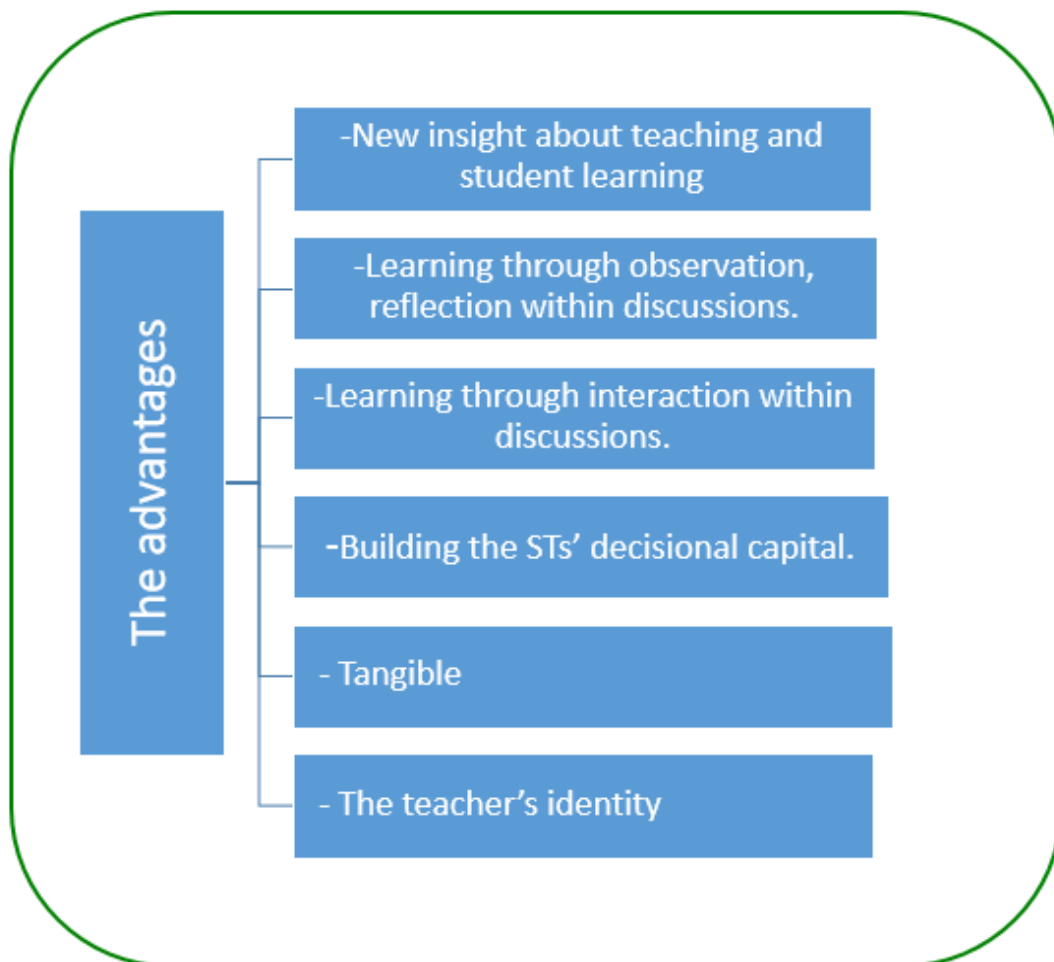 The advantages
-New insight about teaching and
student learning
-Learning through observation,
reflection within discussions.
-Learning through interaction within
discussions.
-Building the STs’ decisional capital.
- Tangible
- The teacher’s identity